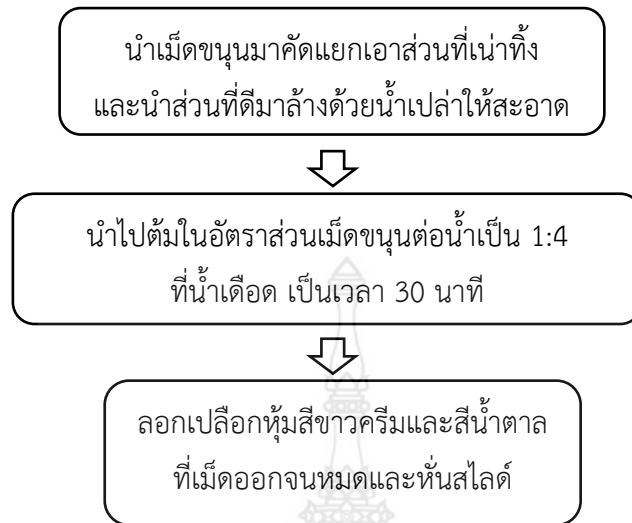 นำเม็ดขนุนมาคัดแยกเอาส่วนที่เน่าทิ้ง
และนำส่วนที่ดีมาล้างด้วยน้ำเปล่าให้สะอาด
นำไปต้มในอัตราส่วนเม็ดขนุนต่อน้ำเป็น 1:4
ที่น้ำเดือด เป็นเวลา 30 นาที
ลอกเปลือกหุ้มสีขาวครีมและสีน้ำตาล
ที่เม็ดออกจนหมดและหั่นสไลด์